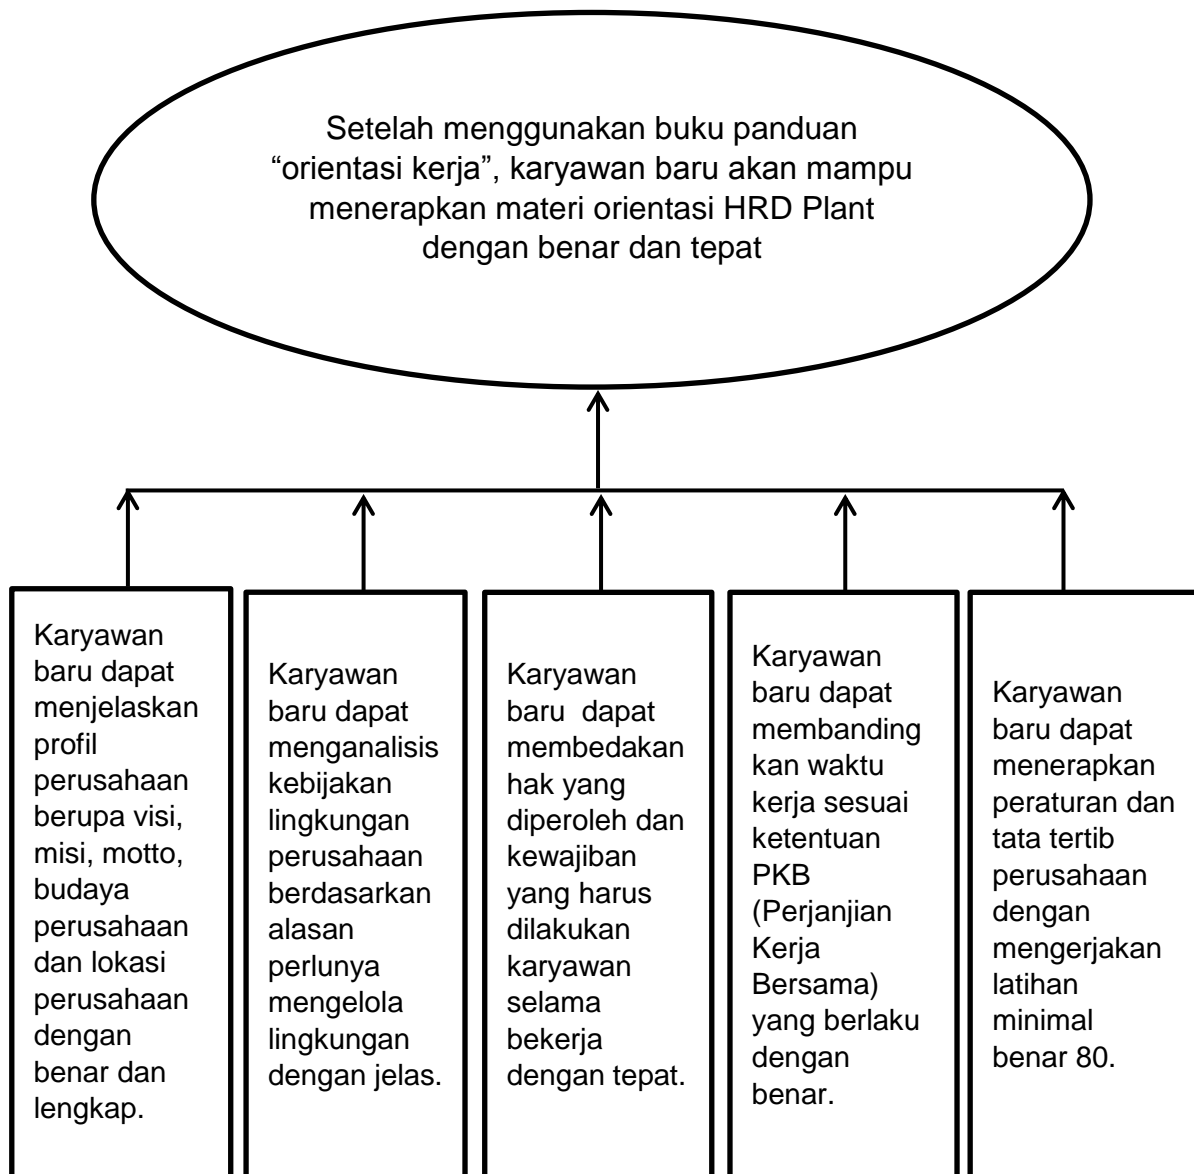 Setelah menggunakan buku panduan
“orientasi kerja”, karyawan baru akan mampu
menerapkan materi orientasi HRD Plant
dengan benar dan tepat
Karyawan
baru dapat
menjelaskan
profil
perusahaan
berupa visi,
misi, motto,
budaya
perusahaan
dan lokasi
perusahaan
dengan
benar dan
lengkap.
Karyawan
baru dapat
menganalisis
kebijakan
lingkungan
perusahaan
berdasarkan
alasan
perlunya
mengelola
lingkungan
dengan jelas.
Karyawan
baru  dapat
membedakan
hak yang
diperoleh dan
kewajiban
yang harus
dilakukan
karyawan
selama
bekerja
dengan tepat.
Karyawan
baru dapat
membanding
kan waktu
kerja sesuai
ketentuan
PKB
(Perjanjian
Kerja
Bersama)
yang berlaku
dengan
benar.
Karyawan
baru dapat
menerapkan
peraturan dan
tata tertib
perusahaan
dengan
mengerjakan
latihan
minimal
benar 80.